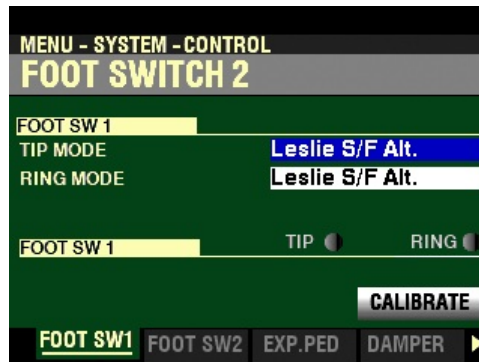 MENU - SYSTEM - CONTROL
FOOT SWITCH 2
FOOT SW 1
TIP MODE Leslie S/F Alt.
RING MODE Leslie S/F Alt.
FOOT SW 1 TIP RING
CALIBRATE
FOOT SW1 FOOT SW2 EXP.PED DAMPER